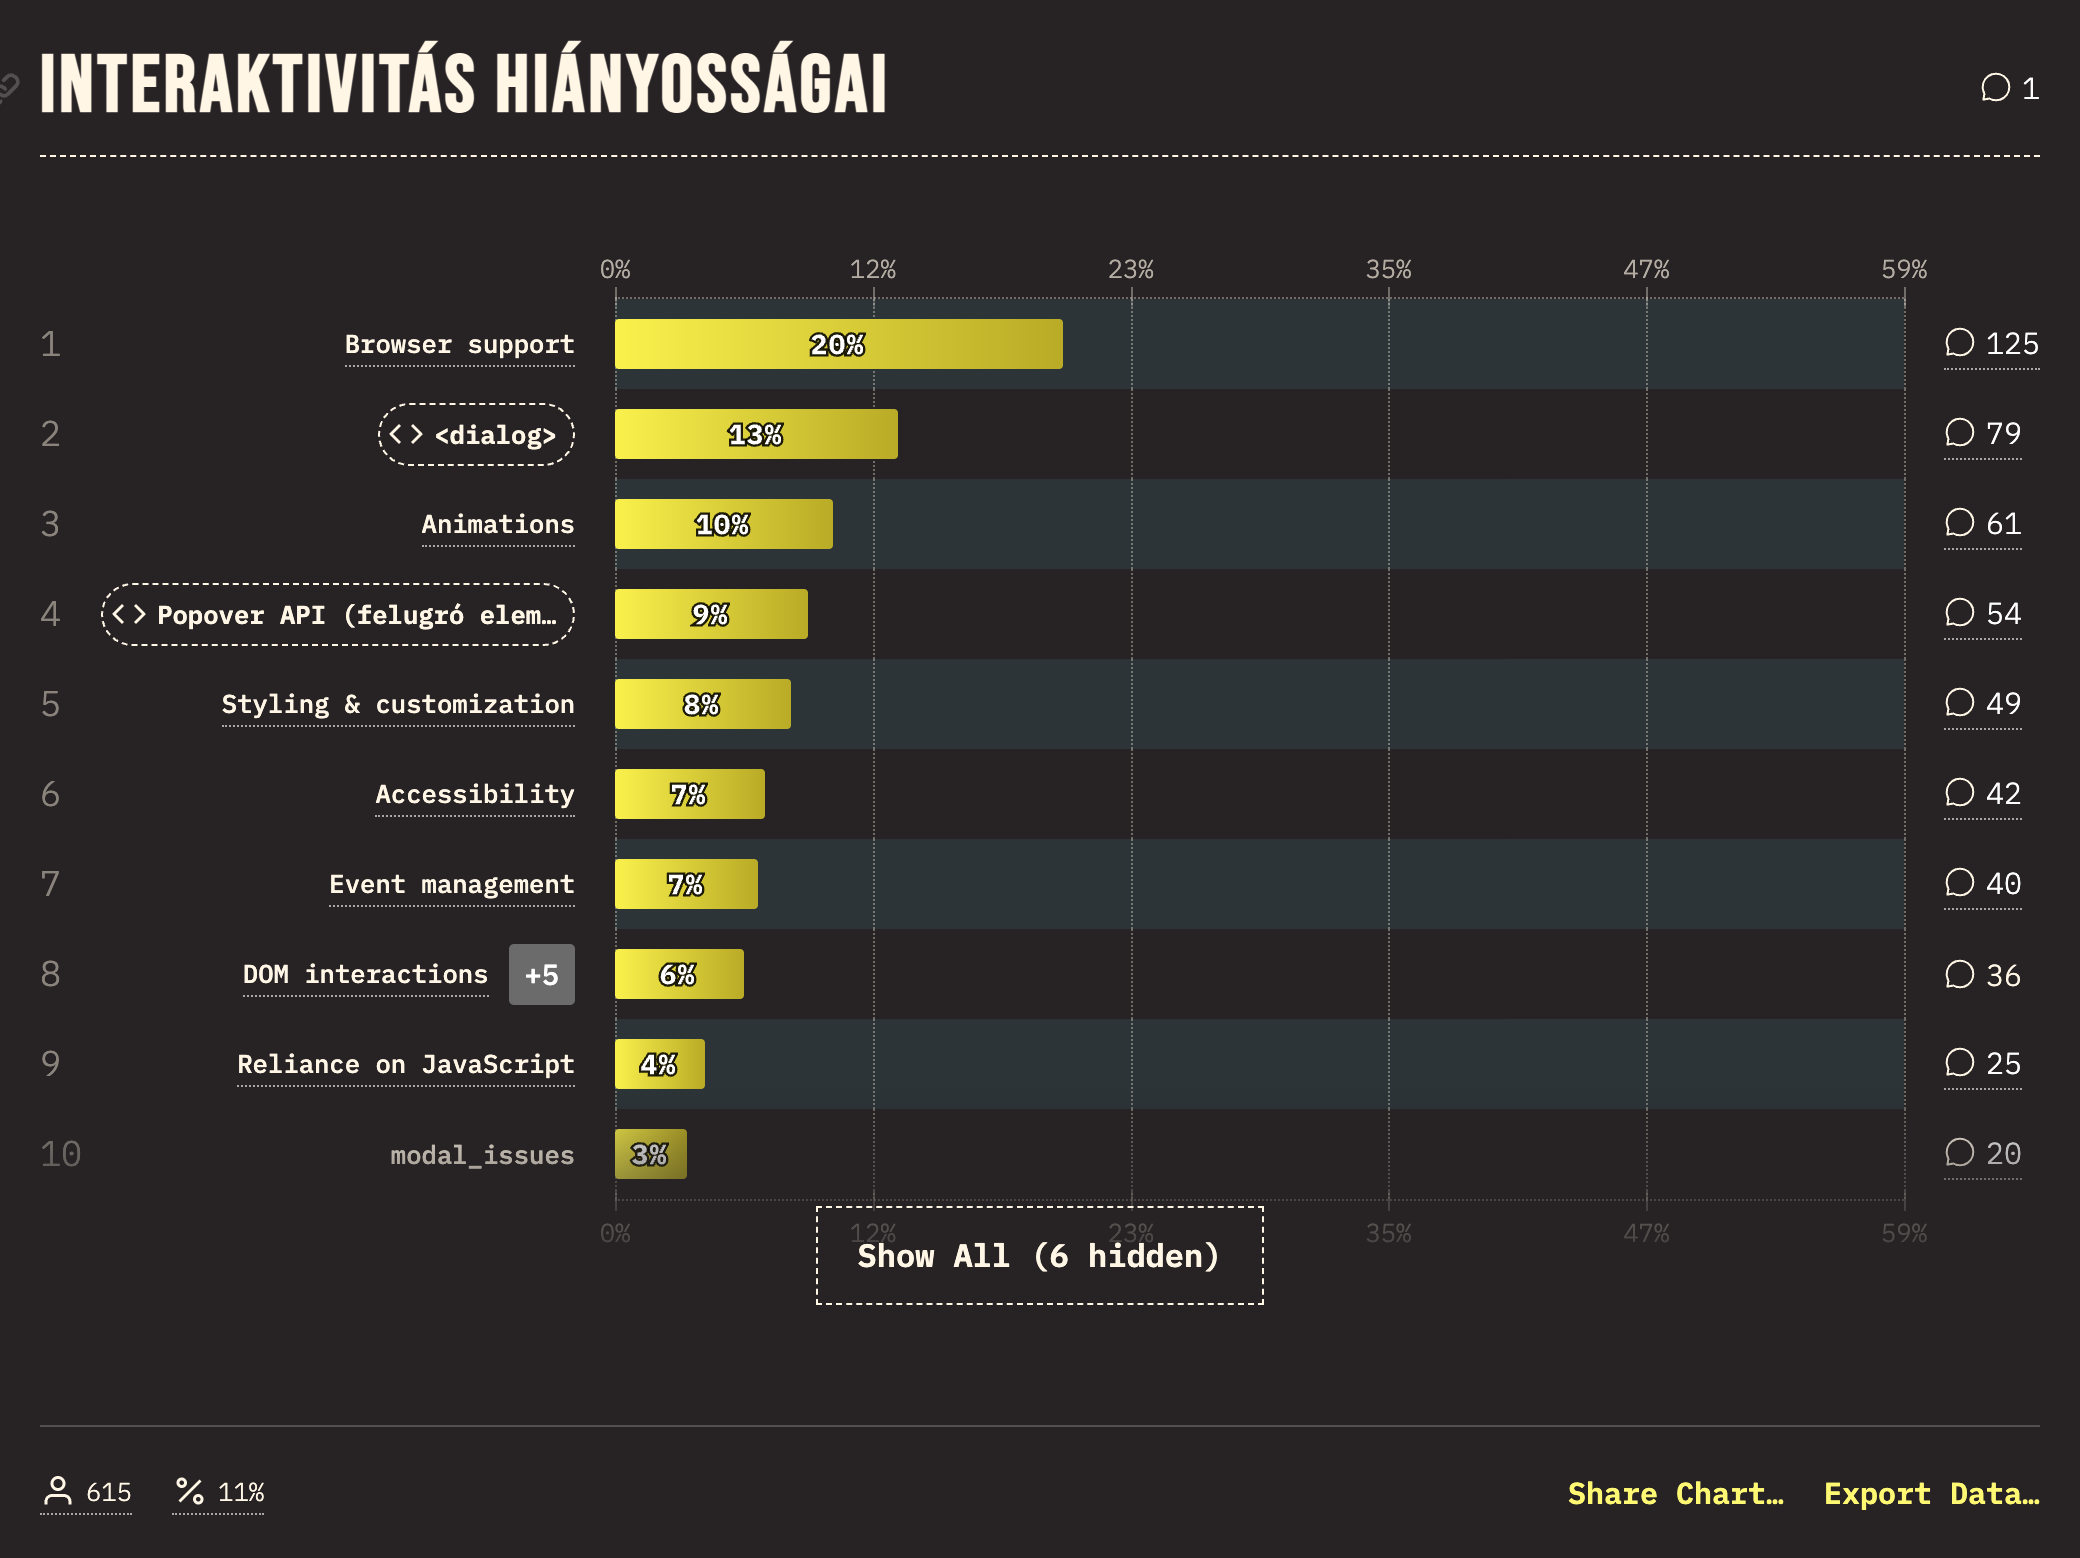 INTERAKTIVITÁS HIÁNYOSSÁGAI
1
0% 12% 23% 35% 47% 59%
1 Browser support 20% 125
2 <dialog> 13% 79
3 Animations 10% 61
4 Popover API (felugró elem… 9% 54
5 Styling & customization 8% 49
6 Accessibility 7% 42
7 Event management 7% 40
8 DOM interactions +5 6% 36
9 Reliance on JavaScript 4% 25
10 modal_issues 3% 20
0% 12% 23% 35% 47% 59%
Show All (6 hidden)
615 11% Share Chart… Export Data…